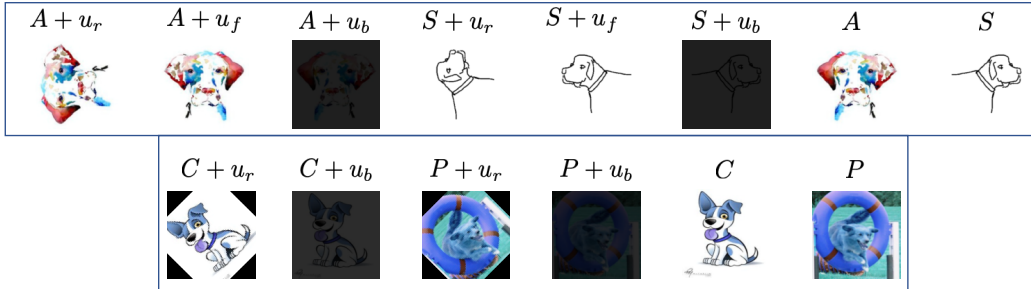 A + u_r A + u_f A + u_b S + u_r S + u_f S + u_b A S
C + u_r C + u_b P + u_r P + u_b C P